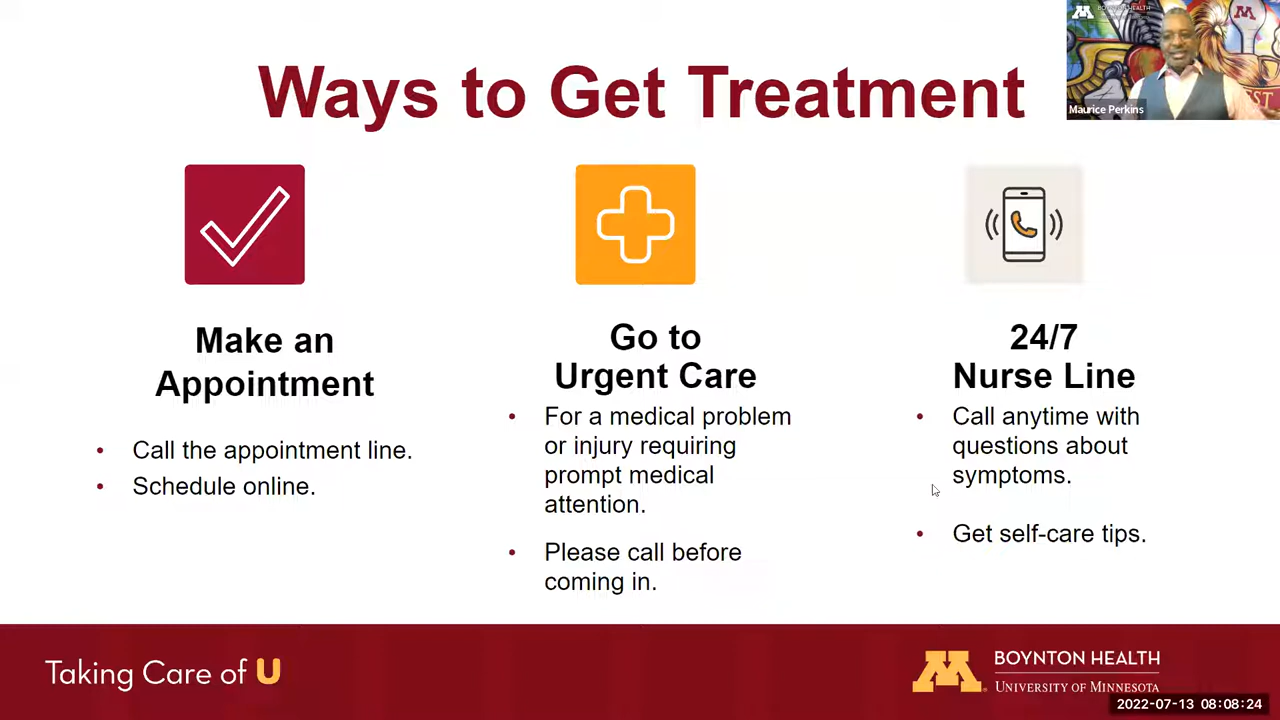 Ways to Get Treatment
Maurice Perkins
Make an
Appointment
• Call the appointment line.
• Schedule online.
Go to
Urgent Care
• For a medical problem
or injury requiring
prompt medical
attention.
• Please call before
coming in.
24/7
Nurse Line
• Call anytime with
questions about
symptoms.
• Get self-care tips.
Taking Care of U
M
BOYNTON HEALTH
UNIVERSITY OF MINNESOTA
2022-07-13 08:08:24